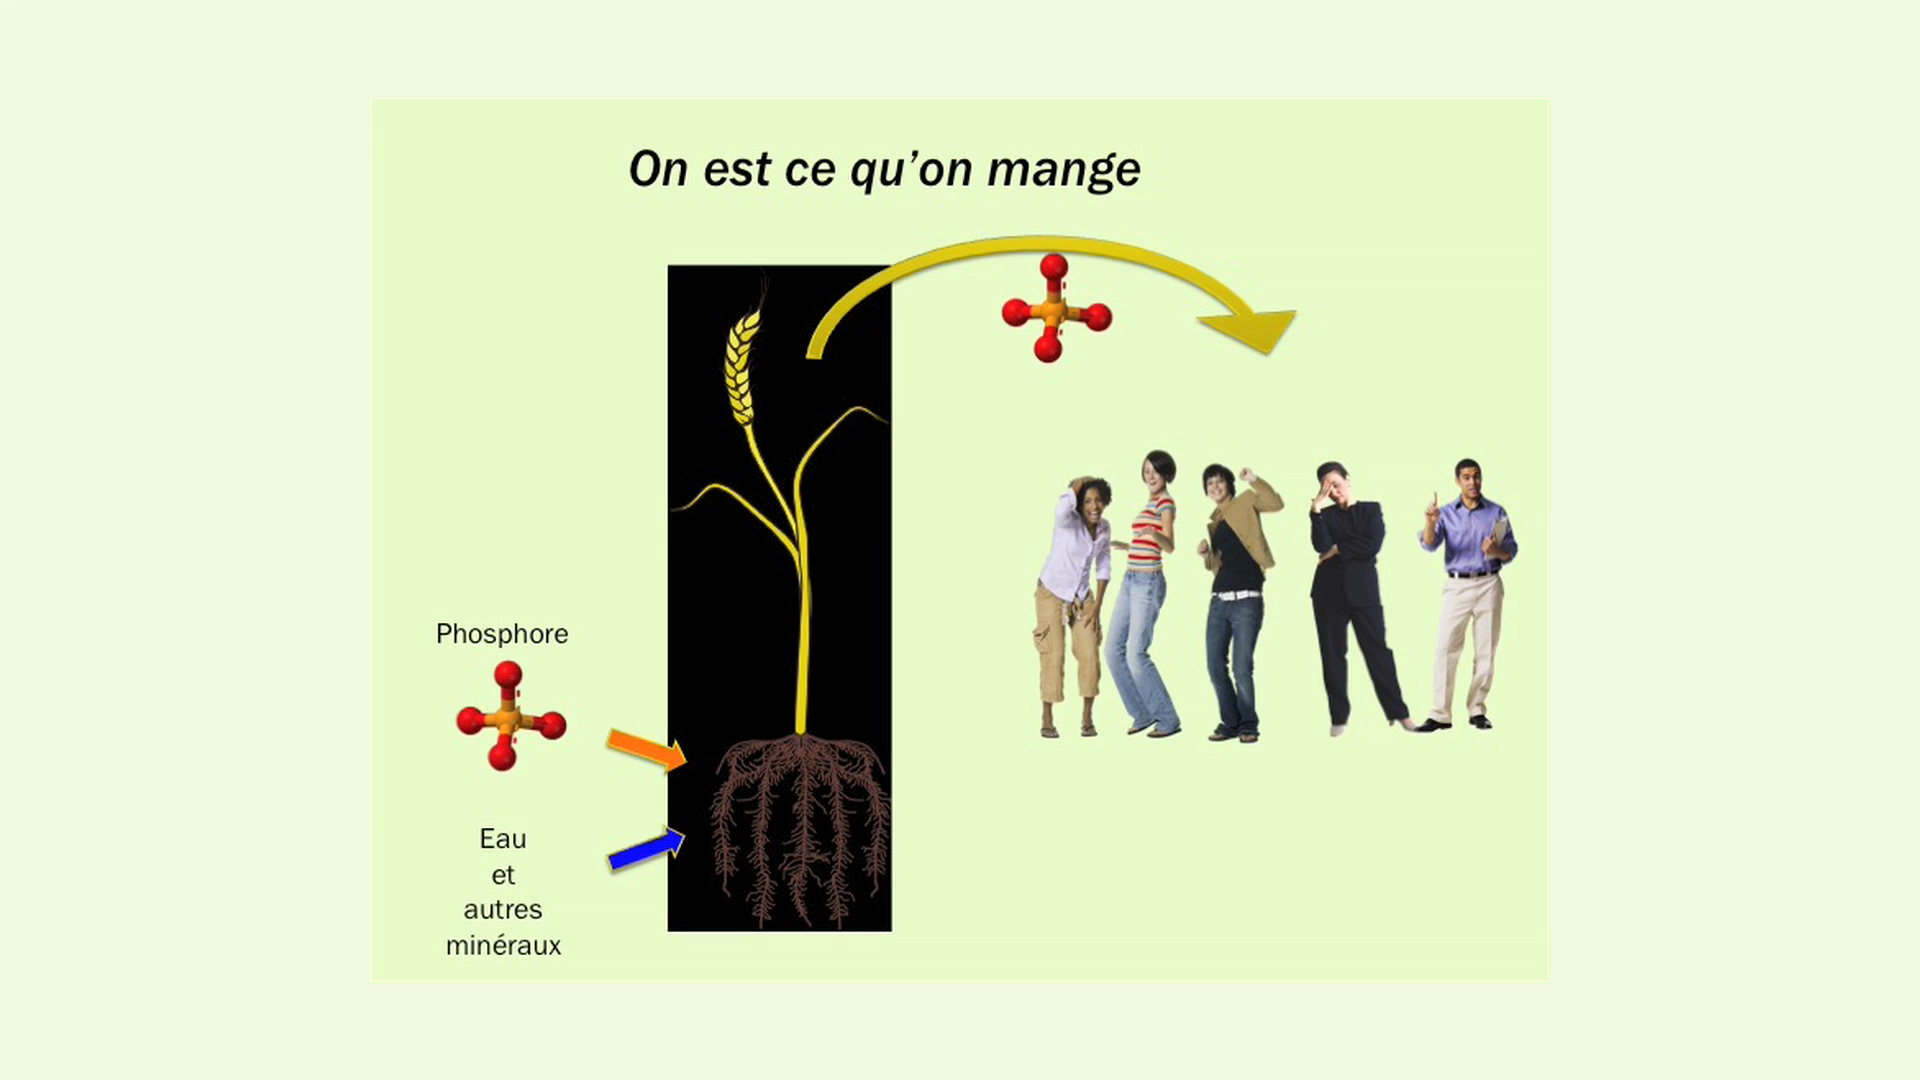 On est ce qu’on mange
Phosphore
Eau
et
autres
minéraux